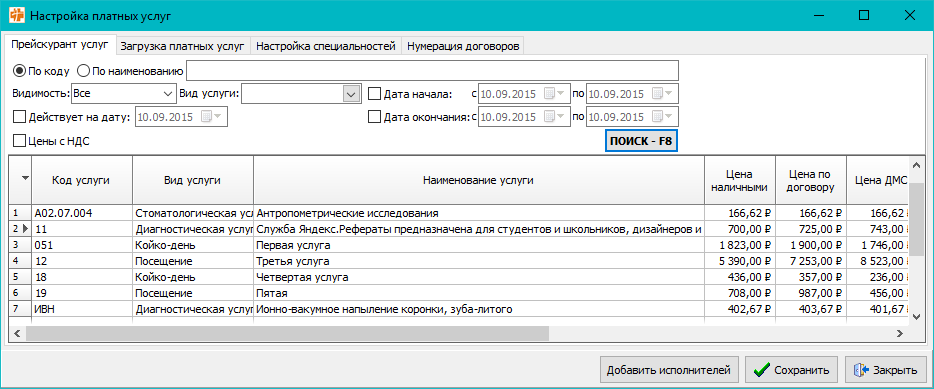 Настройка платных услуг
Прейскурант услуг Загрузка платных услуг Настройка специальностей Нумерация договоров
По коду По наименованию
Видимость: Все Вид услуги: Дата начала: с 10.09.2015 по 10.09.2015
Действует на дату: 10.09.2015 Дата окончания: с 10.09.2015 по 10.09.2015
Цены с НДС ПОИСК - F8
Код услуги Вид услуги Наименование услуги Цена наличными Цена по договору Цена ДМС
1 A02.07.004 Стоматологическая усл Антропометрические исследования 166,62 ₽ 166,62 ₽ 166,62 ₽
2 11 Диагностическая услуг Служба Яндекс.Рефераты предназначена для студентов и школьников, дизайнеров и 700,00 ₽ 725,00 ₽ 743,00 ₽
3 051 Койко-день Первая услуга 1 823,00 ₽ 1 900,00 ₽ 1 746,00 ₽
4 12 Посещение Третья услуга 5 390,00 ₽ 7 253,00 ₽ 8 523,00 ₽
5 18 Койко-день Четвертая услуга 436,00 ₽ 357,00 ₽ 236,00 ₽
6 19 Посещение Пятая 708,00 ₽ 987,00 ₽ 456,00 ₽
7 ИВН Диагностическая услуг Ионно-вакумное напыление коронки, зуба-литого 402,67 ₽ 403,67 ₽ 401,67 ₽
Добавить исполнителей Сохранить Закрыть